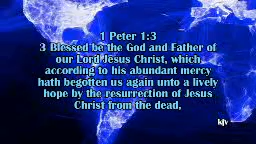 1 Peter 1:3
3 Blessed be the God and Father of
our Lord Jesus Christ, which
according to his abundant mercy
hath begotten us again unto a lively
hope by the resurrection of Jesus
Christ from the dead,
kjv